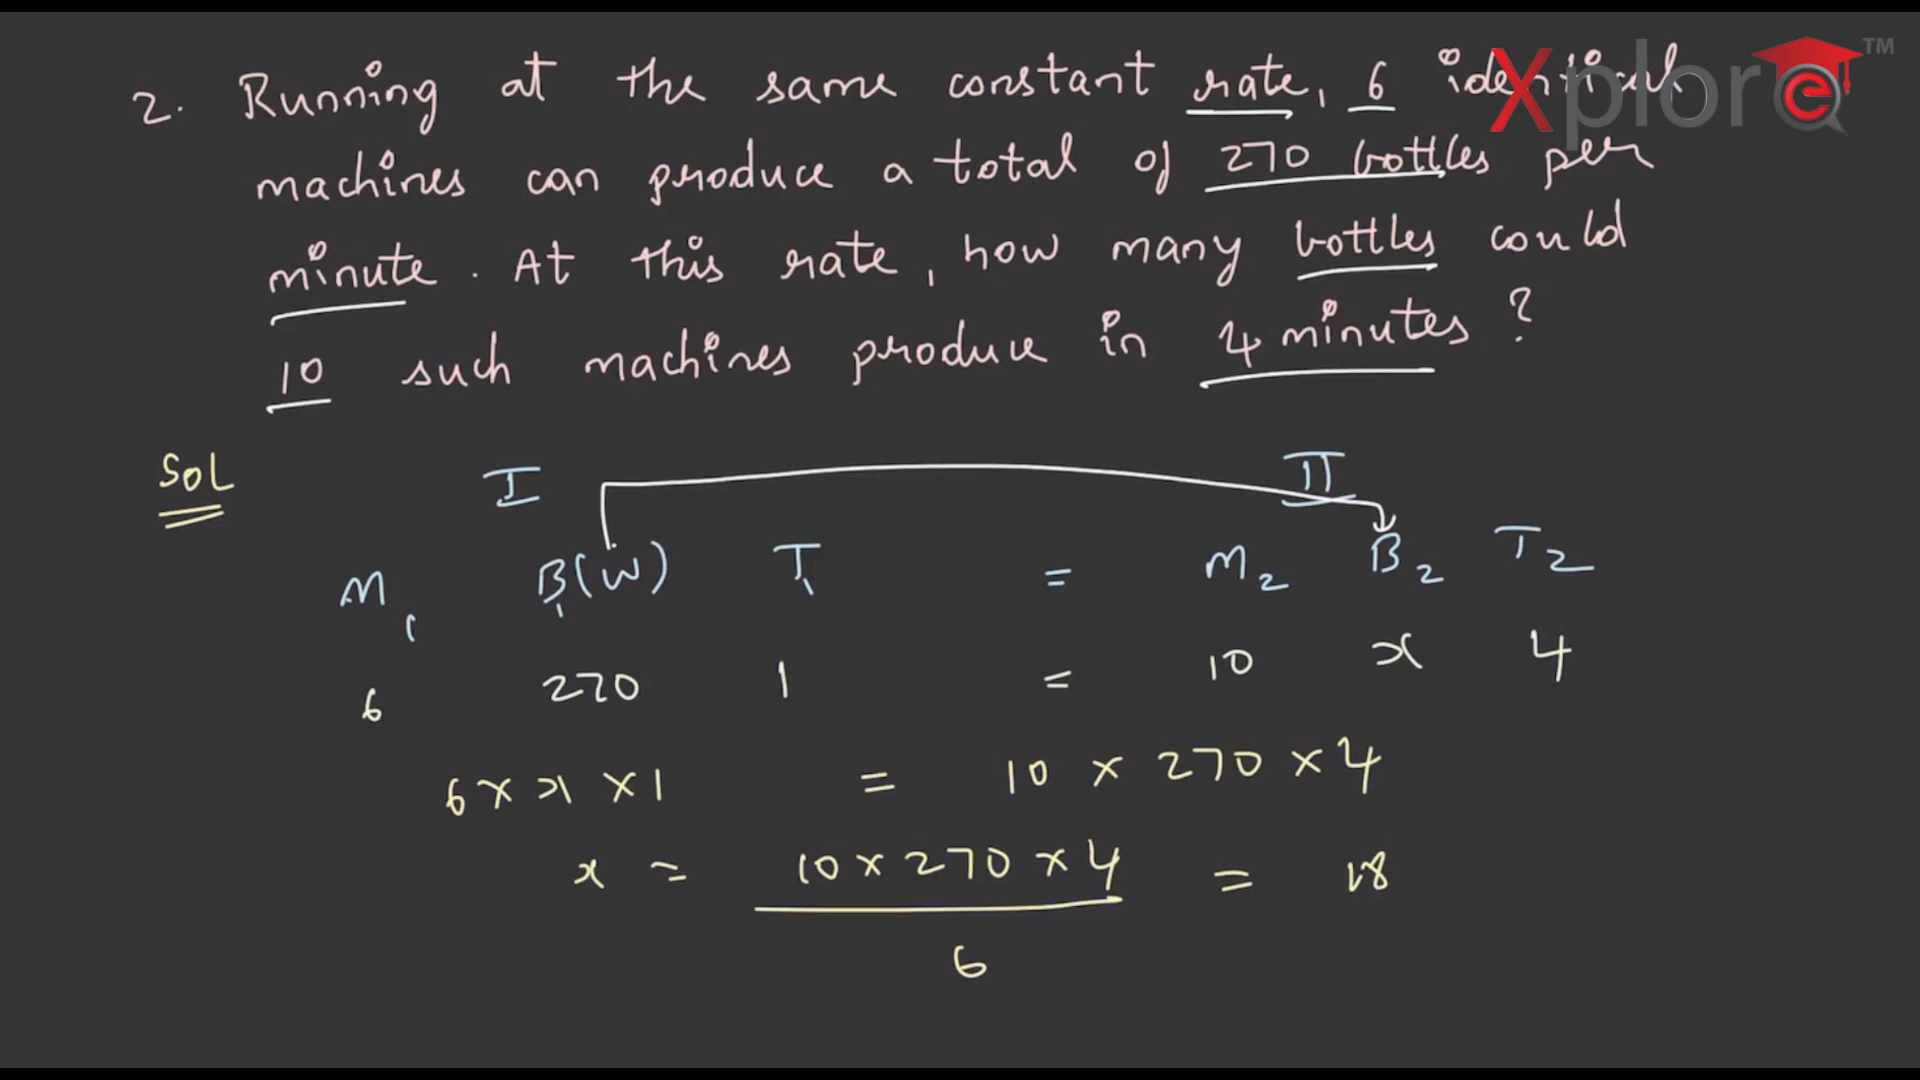 Xplore TM
2. Running at the same constant rate, 6 identical
machines can produce a total of 270 bottles per
minute. At this rate, how many bottles could
10 such machines produce in 4 minutes?
SOL
I II
M1 B1(W) T1 = M2 B2 T2
6 270 1 = 10 x 4
6 × x × 1 = 10 × 270 × 4
x = 10 × 270 × 4 = 18
6